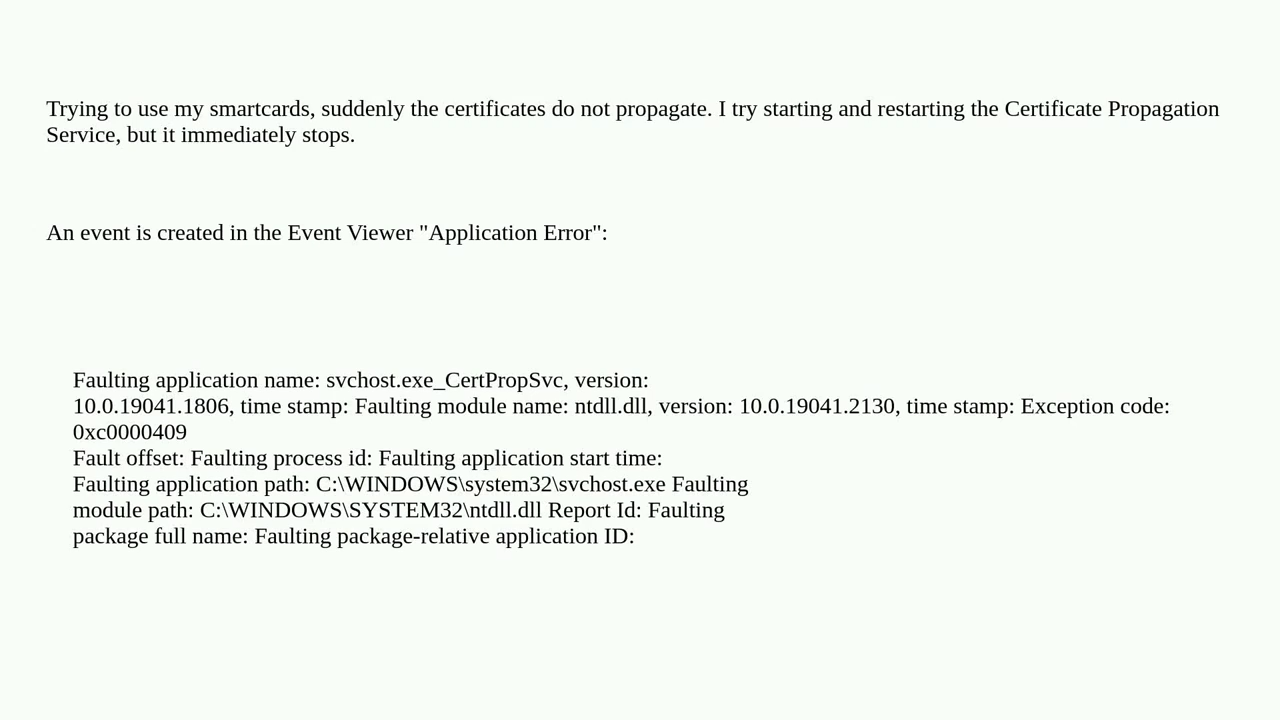 Trying to use my smartcards, suddenly the certificates do not propagate. I try starting and restarting the Certificate Propagation
Service, but it immediately stops.
An event is created in the Event Viewer "Application Error":
Faulting application name: svchost.exe_CertPropSvc, version:
10.0.19041.1806, time stamp: Faulting module name: ntdll.dll, version: 10.0.19041.2130, time stamp: Exception code:
0xc0000409
Fault offset: Faulting process id: Faulting application start time:
Faulting application path: C:\WINDOWS\system32\svchost.exe Faulting
module path: C:\WINDOWS\SYSTEM32\ntdll.dll Report Id: Faulting
package full name: Faulting package-relative application ID: